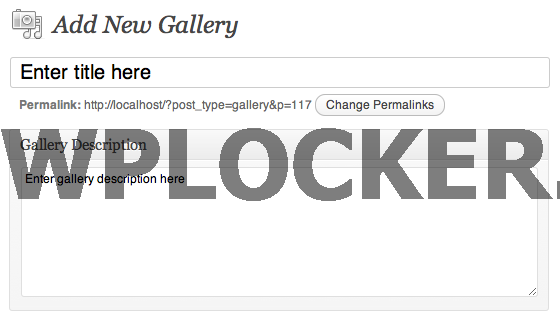 Add New Gallery
Enter title here
Permalink: http://localhost/?post_type=gallery&p=117 Change Permalinks
Gallery Description
WPLOCKER.
Enter gallery description here